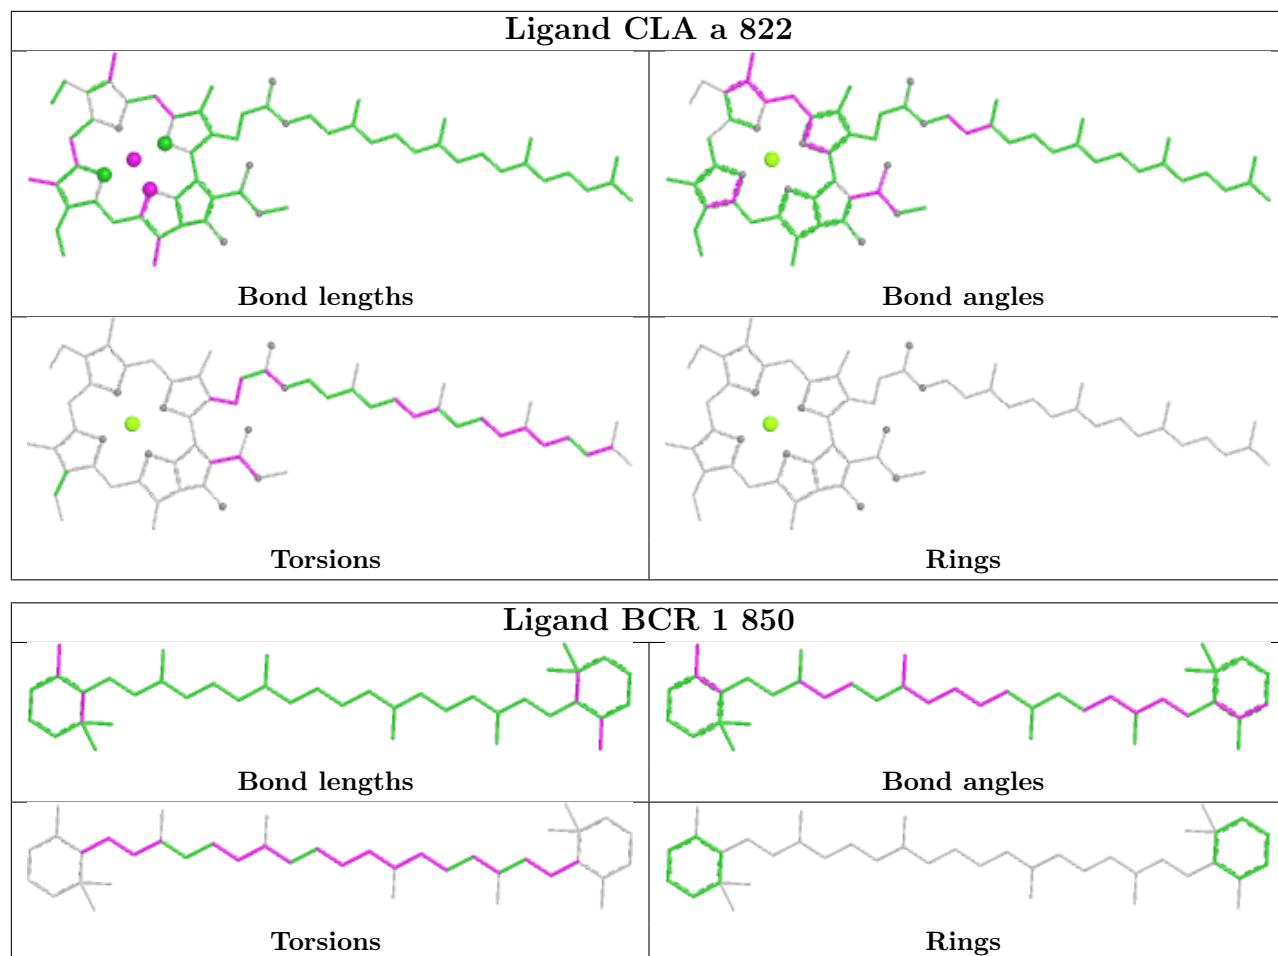 Ligand CLA a 822
Bond lengths
Bond angles
Torsions
Rings
Ligand BCR 1 850
Bond lengths
Bond angles
Torsions
Rings